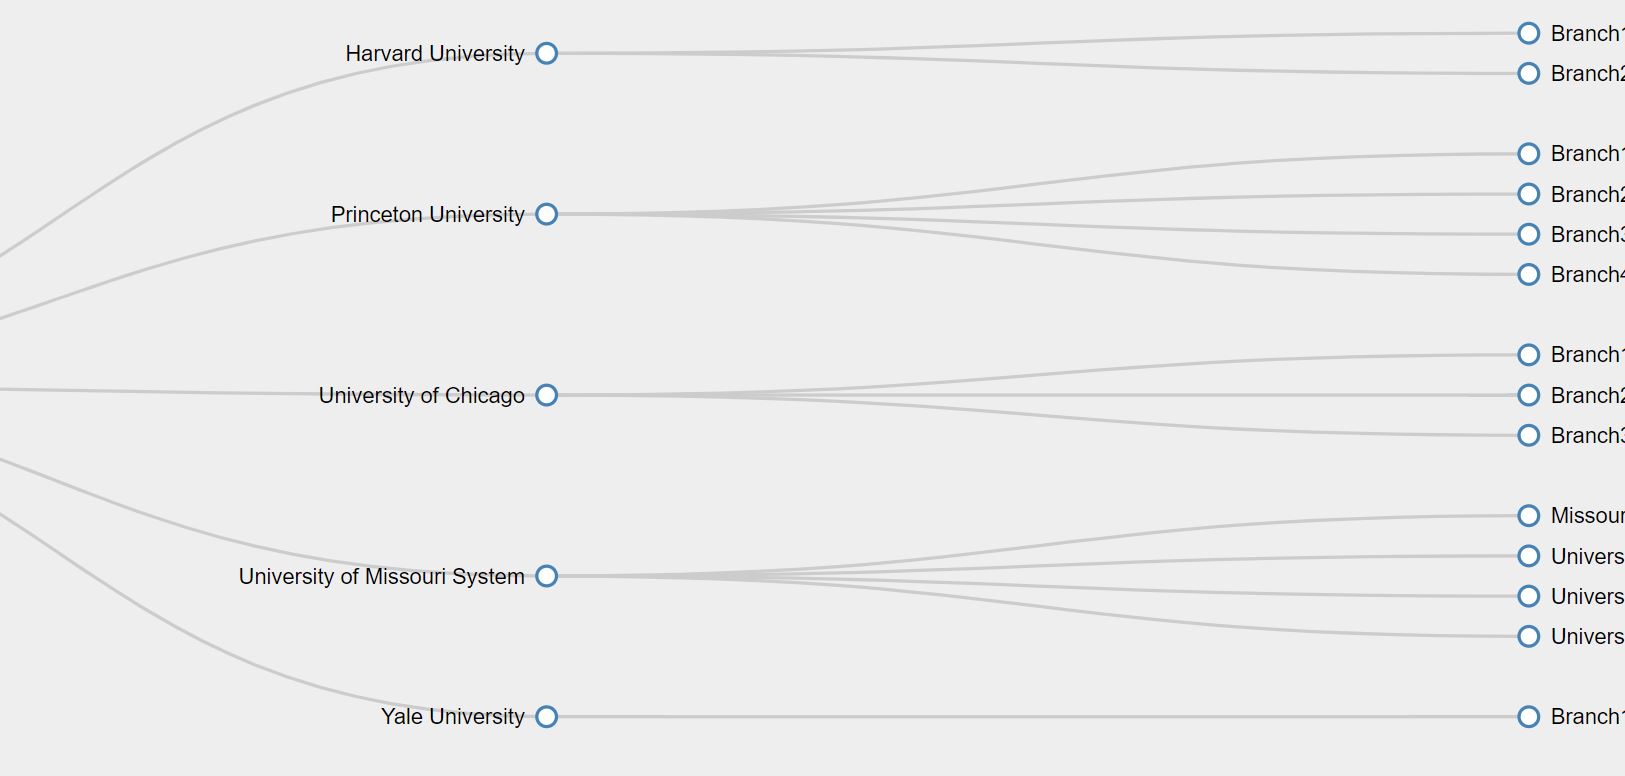 Harvard University
Branch1
Branch2
Princeton University
Branch1
Branch2
Branch3
Branch4
University of Chicago
Branch1
Branch2
Branch3
University of Missouri System
Missour
Univers
Univers
Univers
Yale University
Branch1